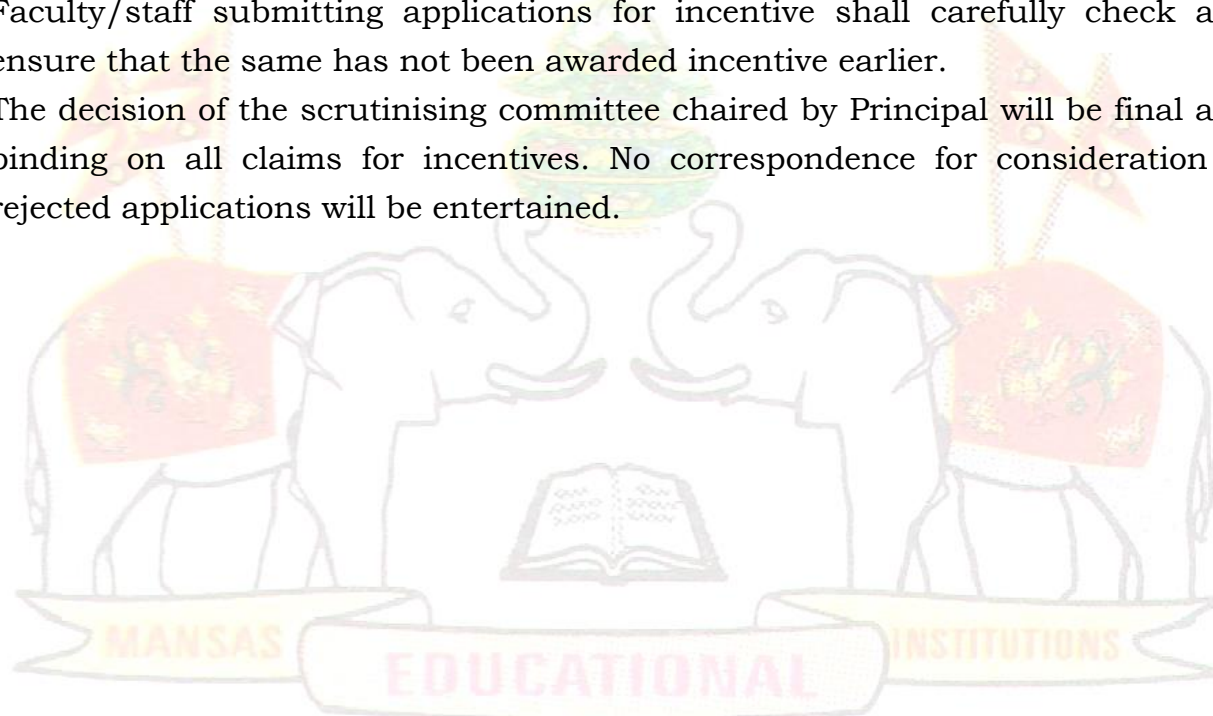 Faculty/staff submitting applications for incentive shall carefully check a
ensure that the same has not been awarded incentive earlier.
The decision of the scrutinising committee chaired by Principal will be final a
binding on all claims for incentives. No correspondence for consideration
rejected applications will be entertained.
MANSAS
EDUCATIONAL
INSTITUTIONS